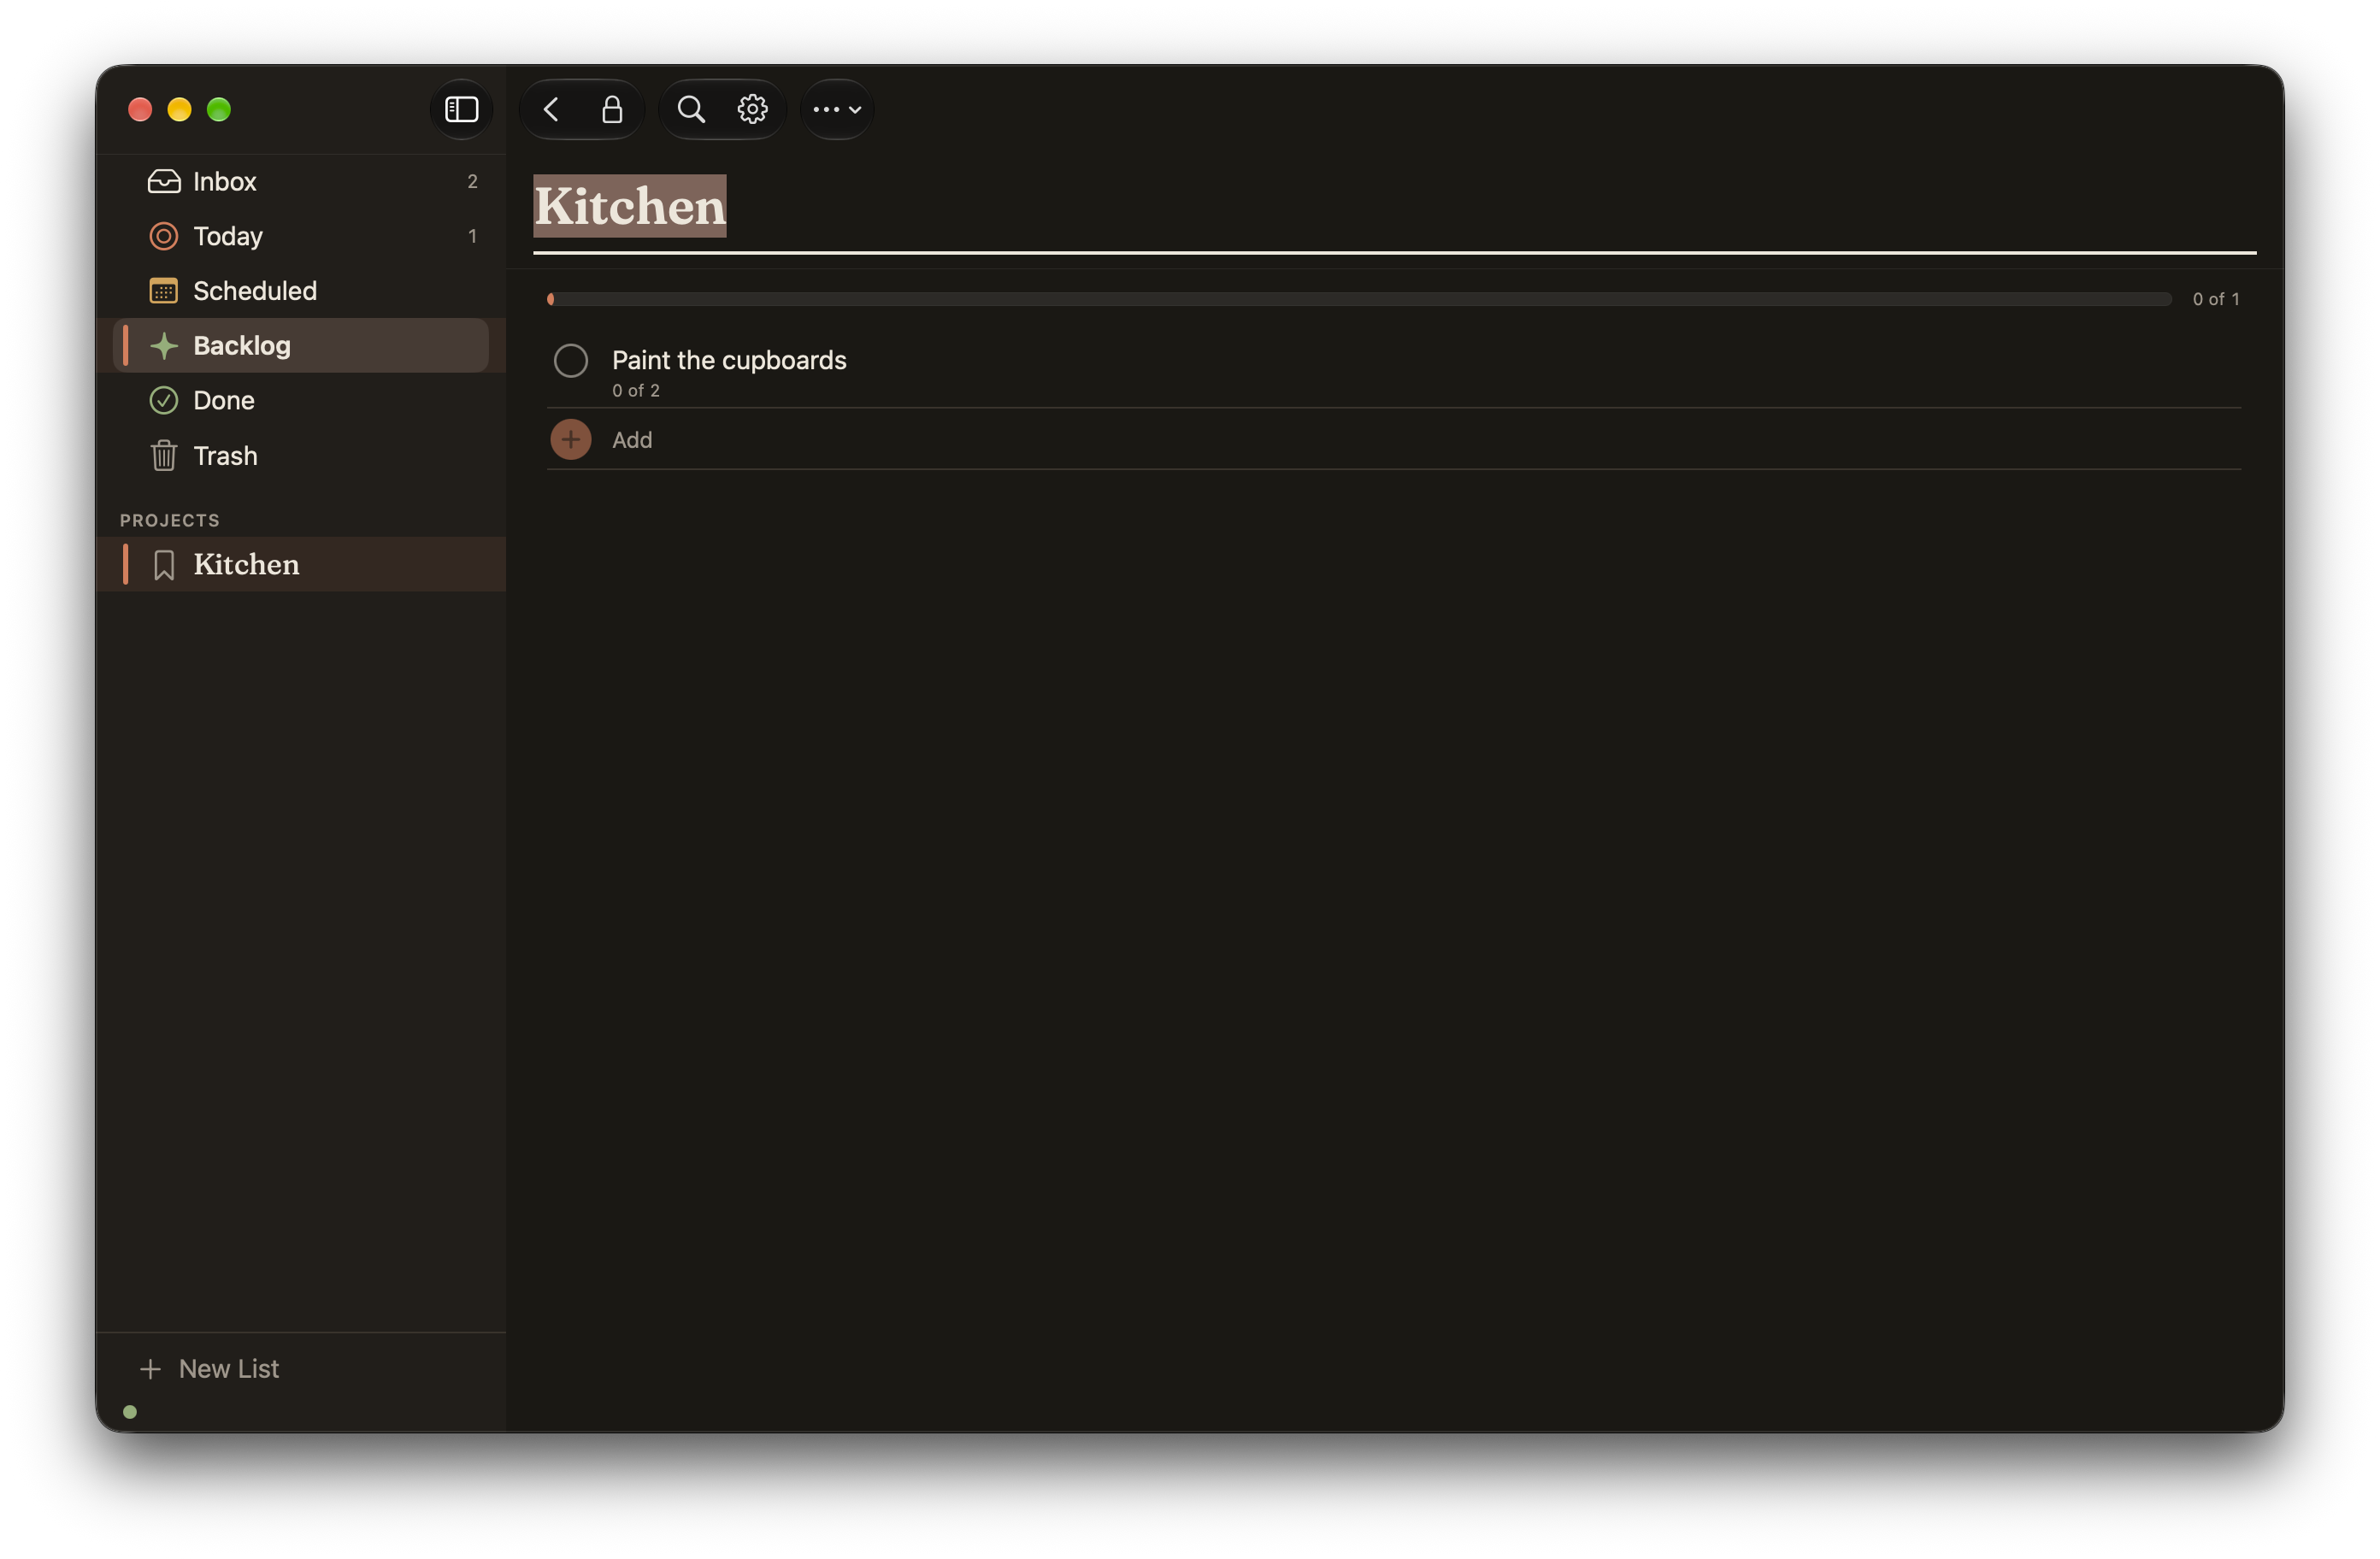 Inbox 2
Today 1
Scheduled
Backlog
Done
Trash
PROJECTS
Kitchen
New List
Kitchen
0 of 1
Paint the cupboards
0 of 2
Add